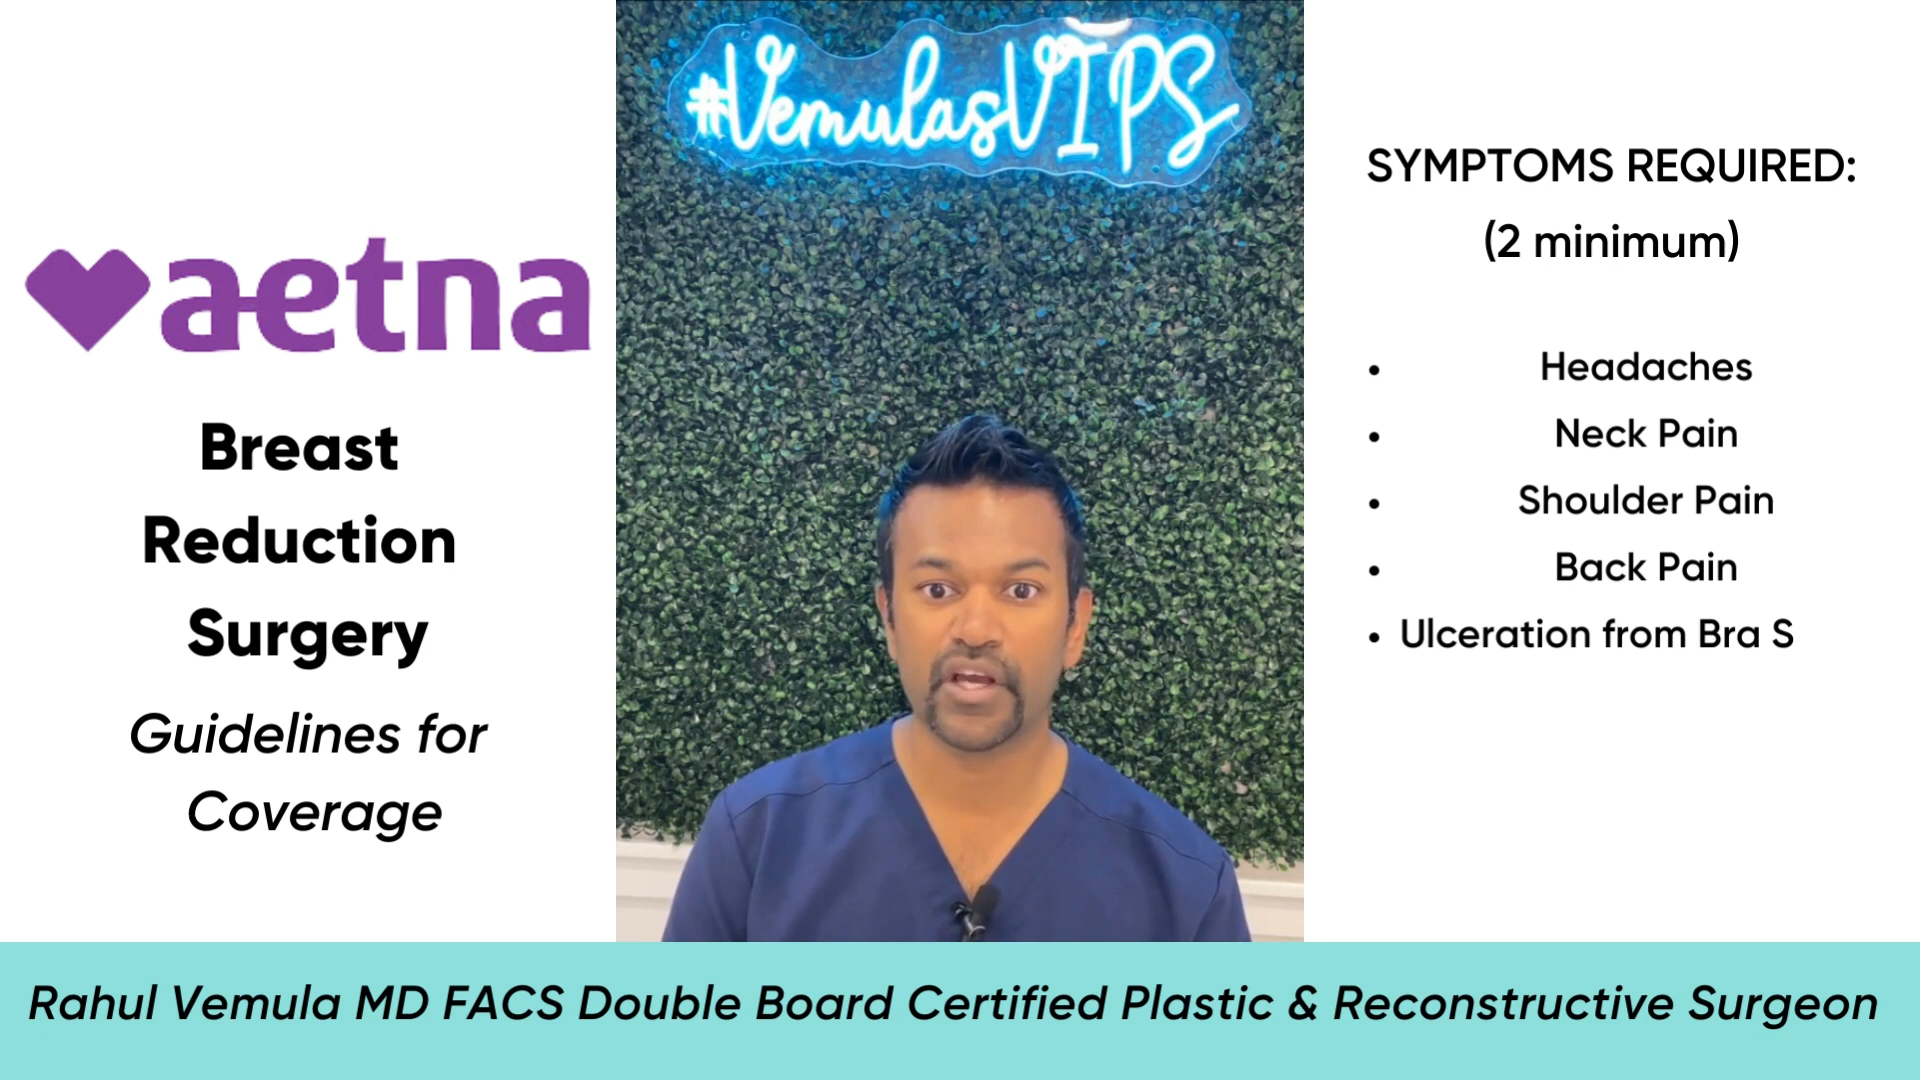 #VemulasVIPS
aetna
Breast
Reduction
Surgery
Guidelines for
Coverage
SYMPTOMS REQUIRED:
(2 minimum)
• Headaches
• Neck Pain
• Shoulder Pain
• Back Pain
• Ulceration from Bra S
Rahul Vemula MD FACS Double Board Certified Plastic & Reconstructive Surgeon